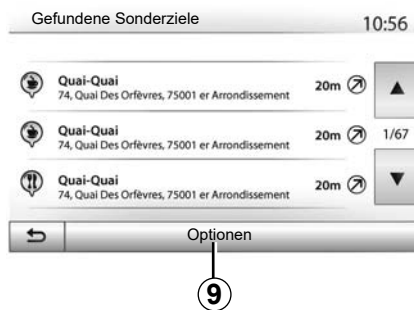 Gefundene Sonderziele 10:56
Quai-Quai
74, Quai Des Orfèvres, 75001 er Arrondissement
20m
Quai-Quai
74, Quai Des Orfèvres, 75001 er Arrondissement
20m
1/67
Quai-Quai
74, Quai Des Orfèvres, 75001 er Arrondissement
20m
Optionen
9